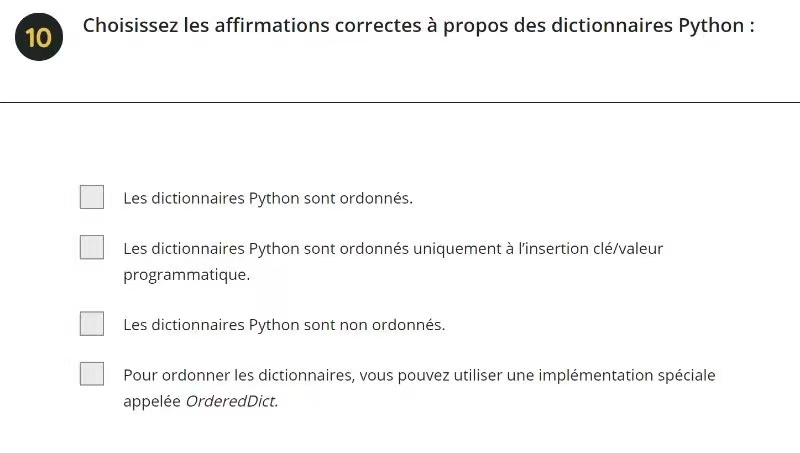 10 Choisissez les affirmations correctes à propos des dictionnaires Python :
Les dictionnaires Python sont ordonnés.
Les dictionnaires Python sont ordonnés uniquement à l’insertion clé/valeur
programmatique.
Les dictionnaires Python sont non ordonnés.
Pour ordonner les dictionnaires, vous pouvez utiliser une implémentation spéciale
appelée OrderedDict.